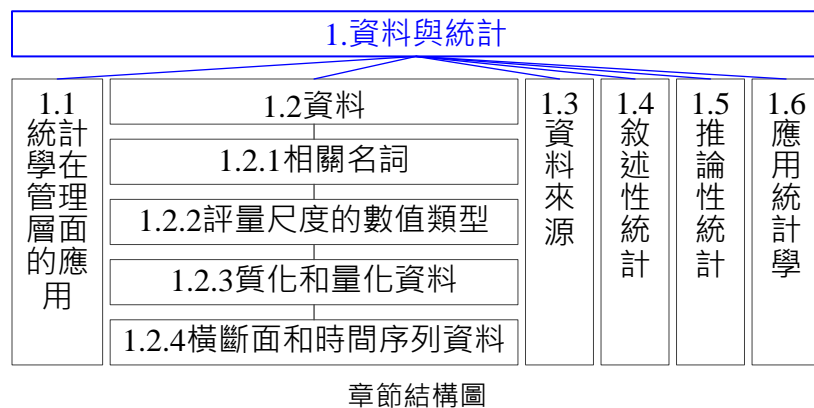 1.資料與統計
1.1
統計
學在
管理
層面
的應
用
1.2資料
1.2.1相關名詞
1.2.2評量尺度的數值類型
1.2.3質化和量化資料
1.2.4橫斷面和時間序列資料
1.3
資
料
來
源
1.4
敘
述
性
統
計
1.5
推
論
性
統
計
1.6
應
用
統
計
學
章節結構圖